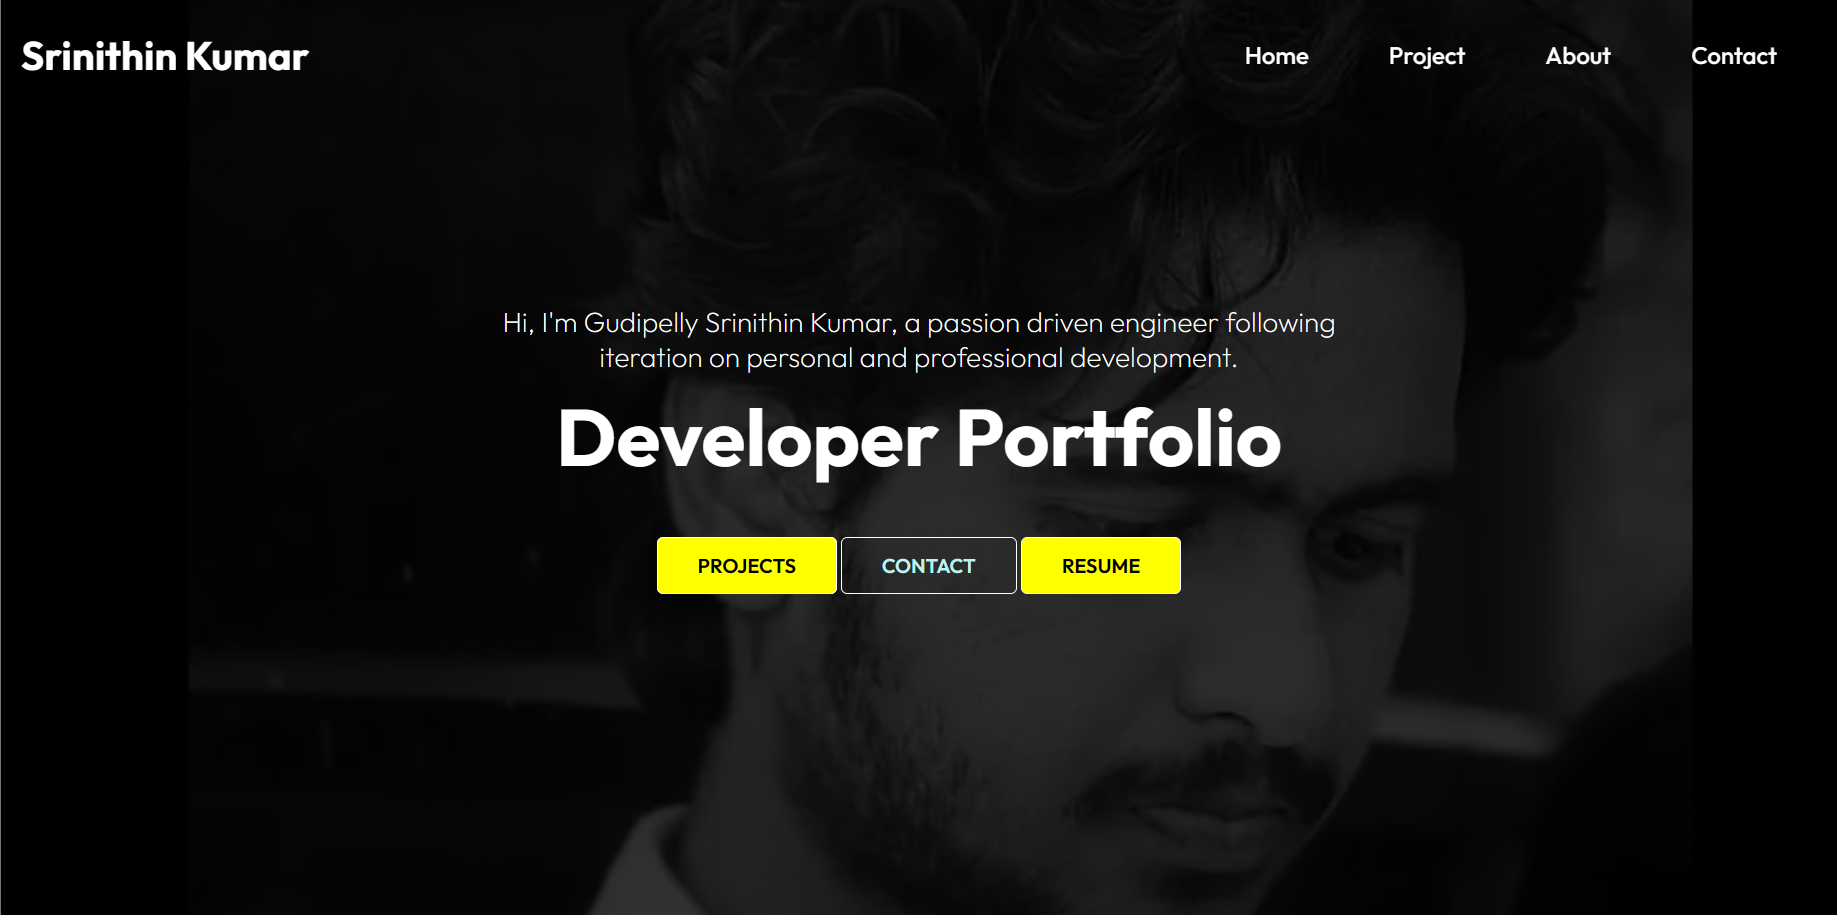 Srinithin Kumar
Home
Project
About
Contact
Hi, I'm Gudipelly Srinithin Kumar, a passion driven engineer following
iteration on personal and professional development.
Developer Portfolio
PROJECTS
CONTACT
RESUME